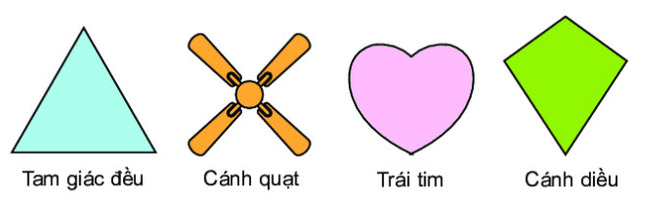 Tam giác đều Cánh quạt Trái tim Cánh diều